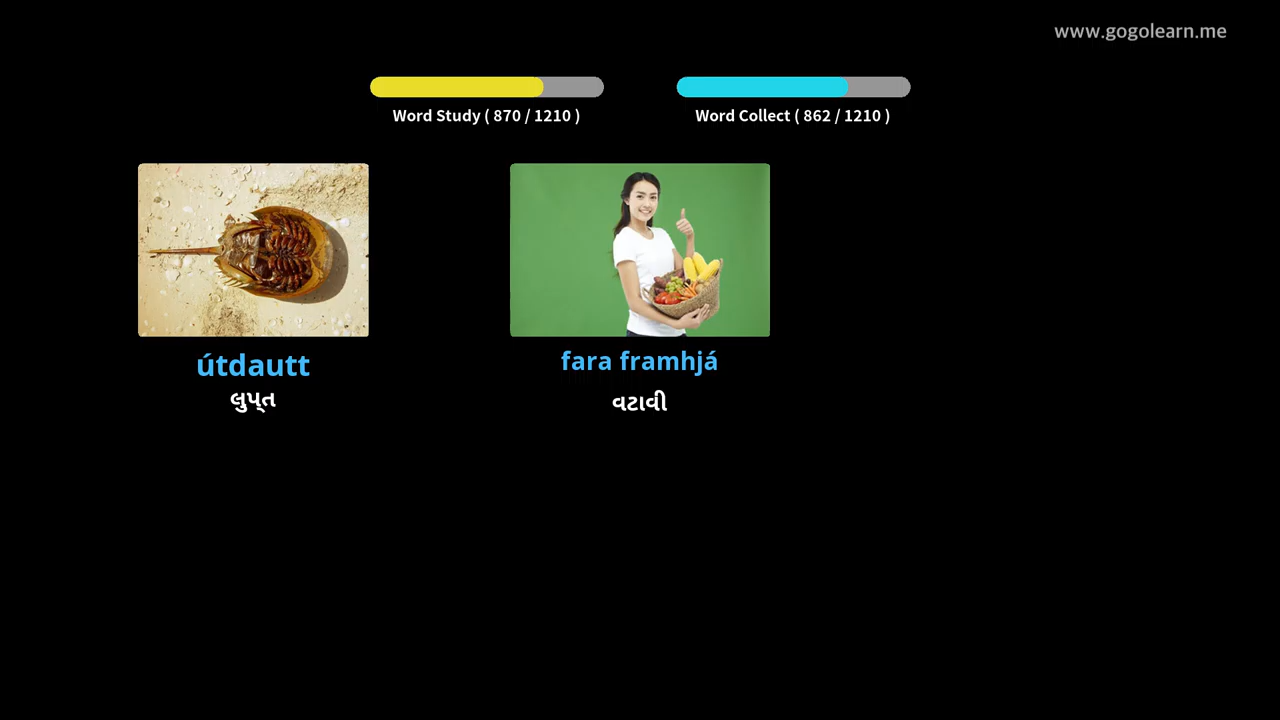 www.gogolearn.me
Word Study ( 870 / 1210 )
Word Collect ( 862 / 1210 )
útdautt
fara framhjá
લુપ્ત
વટાવી